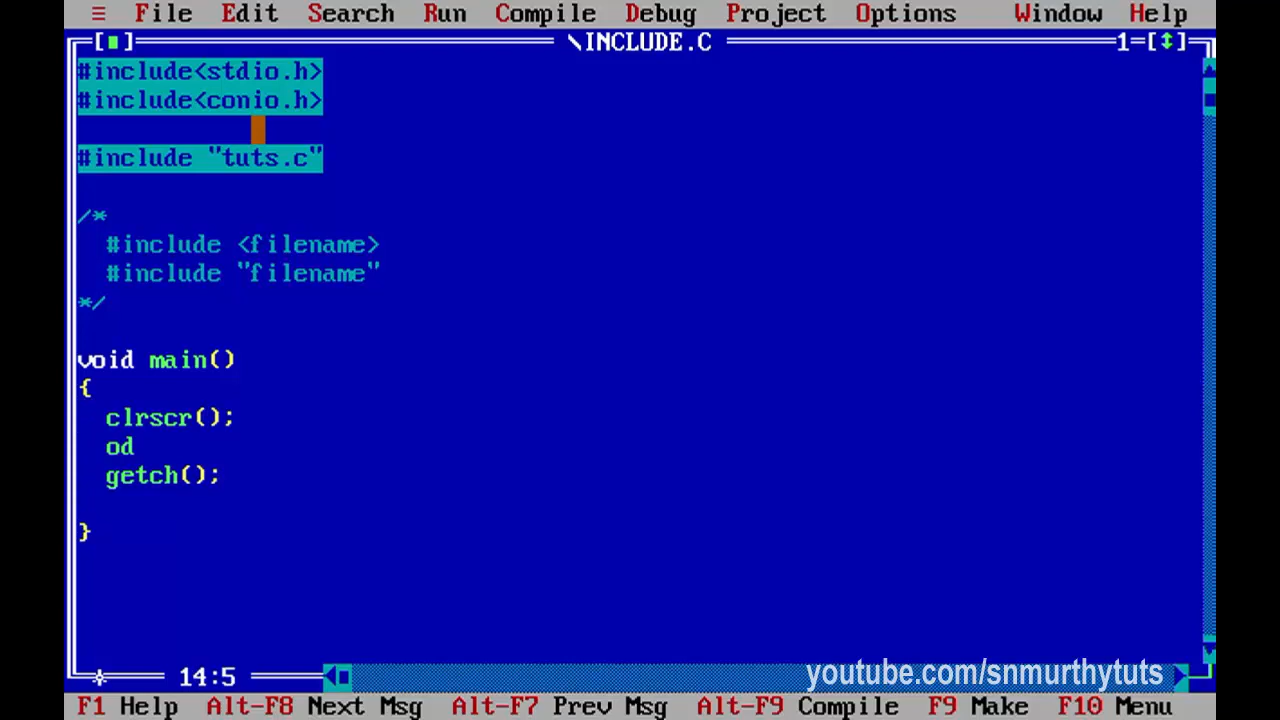 ≡ File Edit Search Run Compile Debug Project Options Window Help
[■] \INCLUDE.C 1=[↕]
#include<stdio.h>
#include<conio.h>
#include "tuts.c"
/*
#include <filename>
#include "filename"
*/
void main()
{
clrscr();
od
getch();
}
14:5
youtube.com/snmurthytuts
F1 Help Alt-F8 Next Msg Alt-F7 Prev Msg Alt-F9 Compile F9 Make F10 Menu